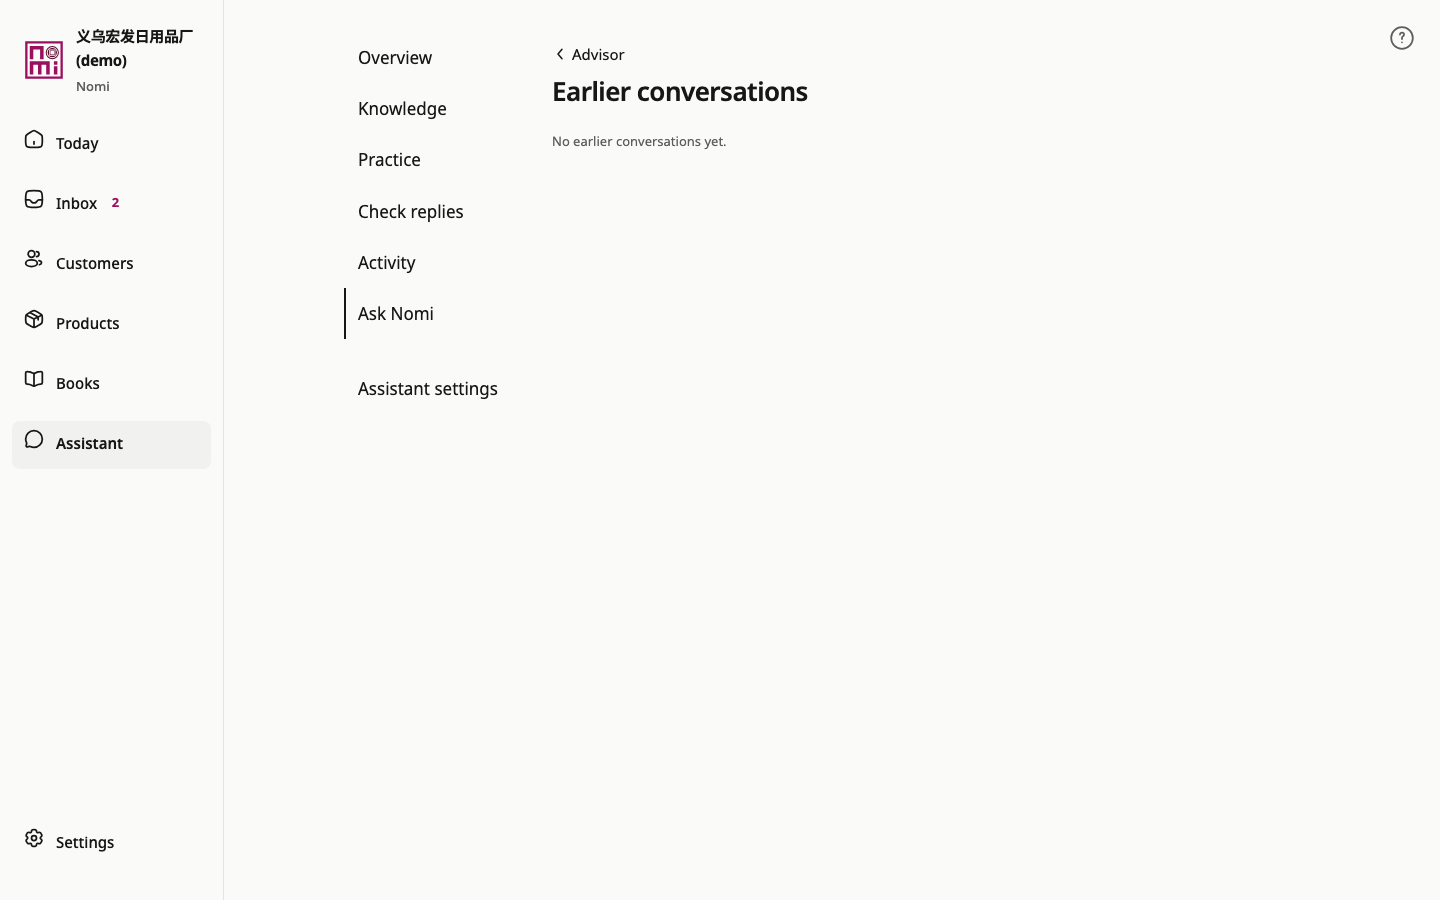 义乌宏发日用品厂
(demo)
Nomi
Today
Inbox 2
Customers
Products
Books
Assistant
Settings
Overview
Knowledge
Practice
Check replies
Activity
Ask Nomi
Assistant settings
Advisor
Earlier conversations
No earlier conversations yet.